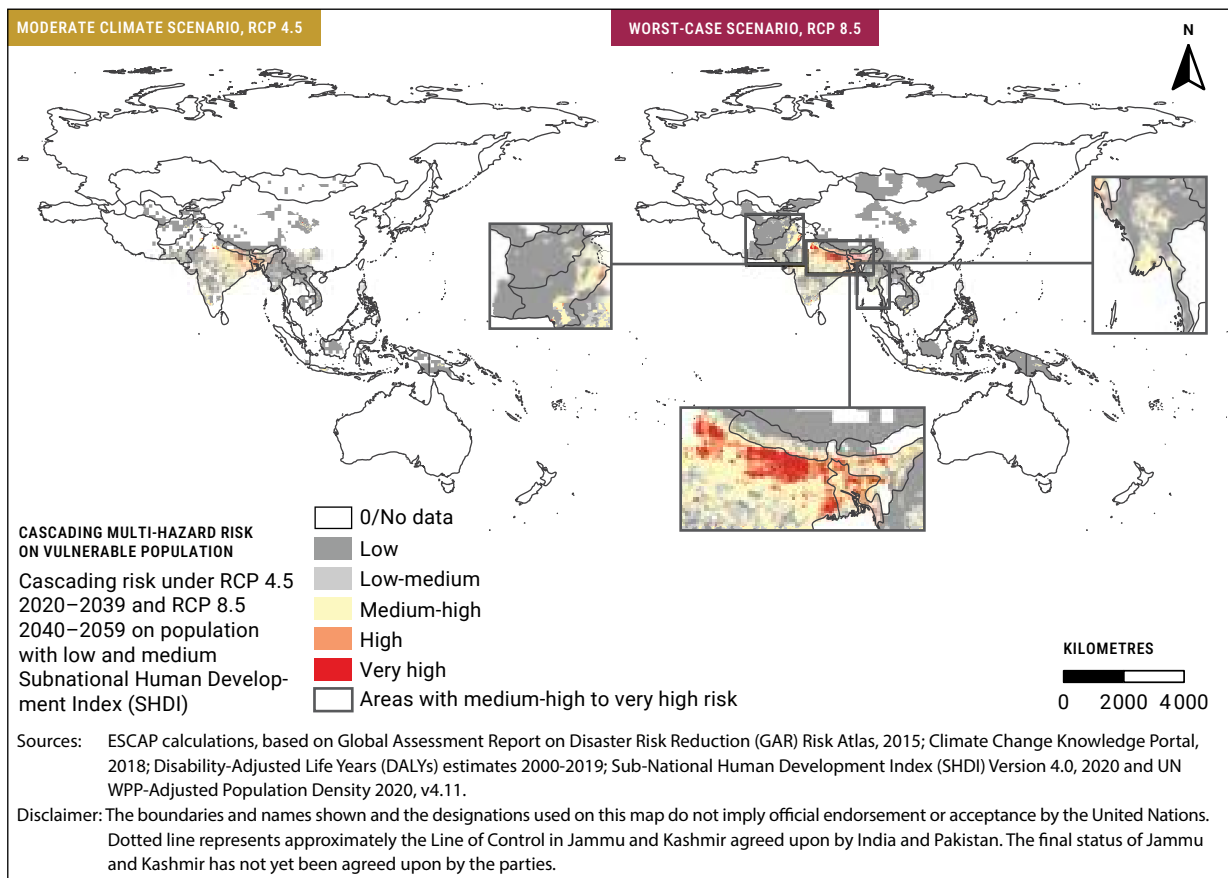 MODERATE CLIMATE SCENARIO, RCP 4.5
WORST-CASE SCENARIO, RCP 8.5
N
CASCADING MULTI-HAZARD RISK
ON VULNERABLE POPULATION
Cascading risk under RCP 4.5
2020–2039 and RCP 8.5
2040–2059 on population
with low and medium
Subnational Human Develop-
ment Index (SHDI)
0/No data
Low
Low-medium
Medium-high
High
Very high
Areas with medium-high to very high risk
KILOMETRES
0 2000 4 000
Sources: ESCAP calculations, based on Global Assessment Report on Disaster Risk Reduction (GAR) Risk Atlas, 2015; Climate Change Knowledge Portal,
2018; Disability-Adjusted Life Years (DALYs) estimates 2000-2019; Sub-National Human Development Index (SHDI) Version 4.0, 2020 and UN
WPP-Adjusted Population Density 2020, v4.11.
Disclaimer: The boundaries and names shown and the designations used on this map do not imply official endorsement or acceptance by the United Nations.
Dotted line represents approximately the Line of Control in Jammu and Kashmir agreed upon by India and Pakistan. The final status of Jammu
and Kashmir has not yet been agreed upon by the parties.